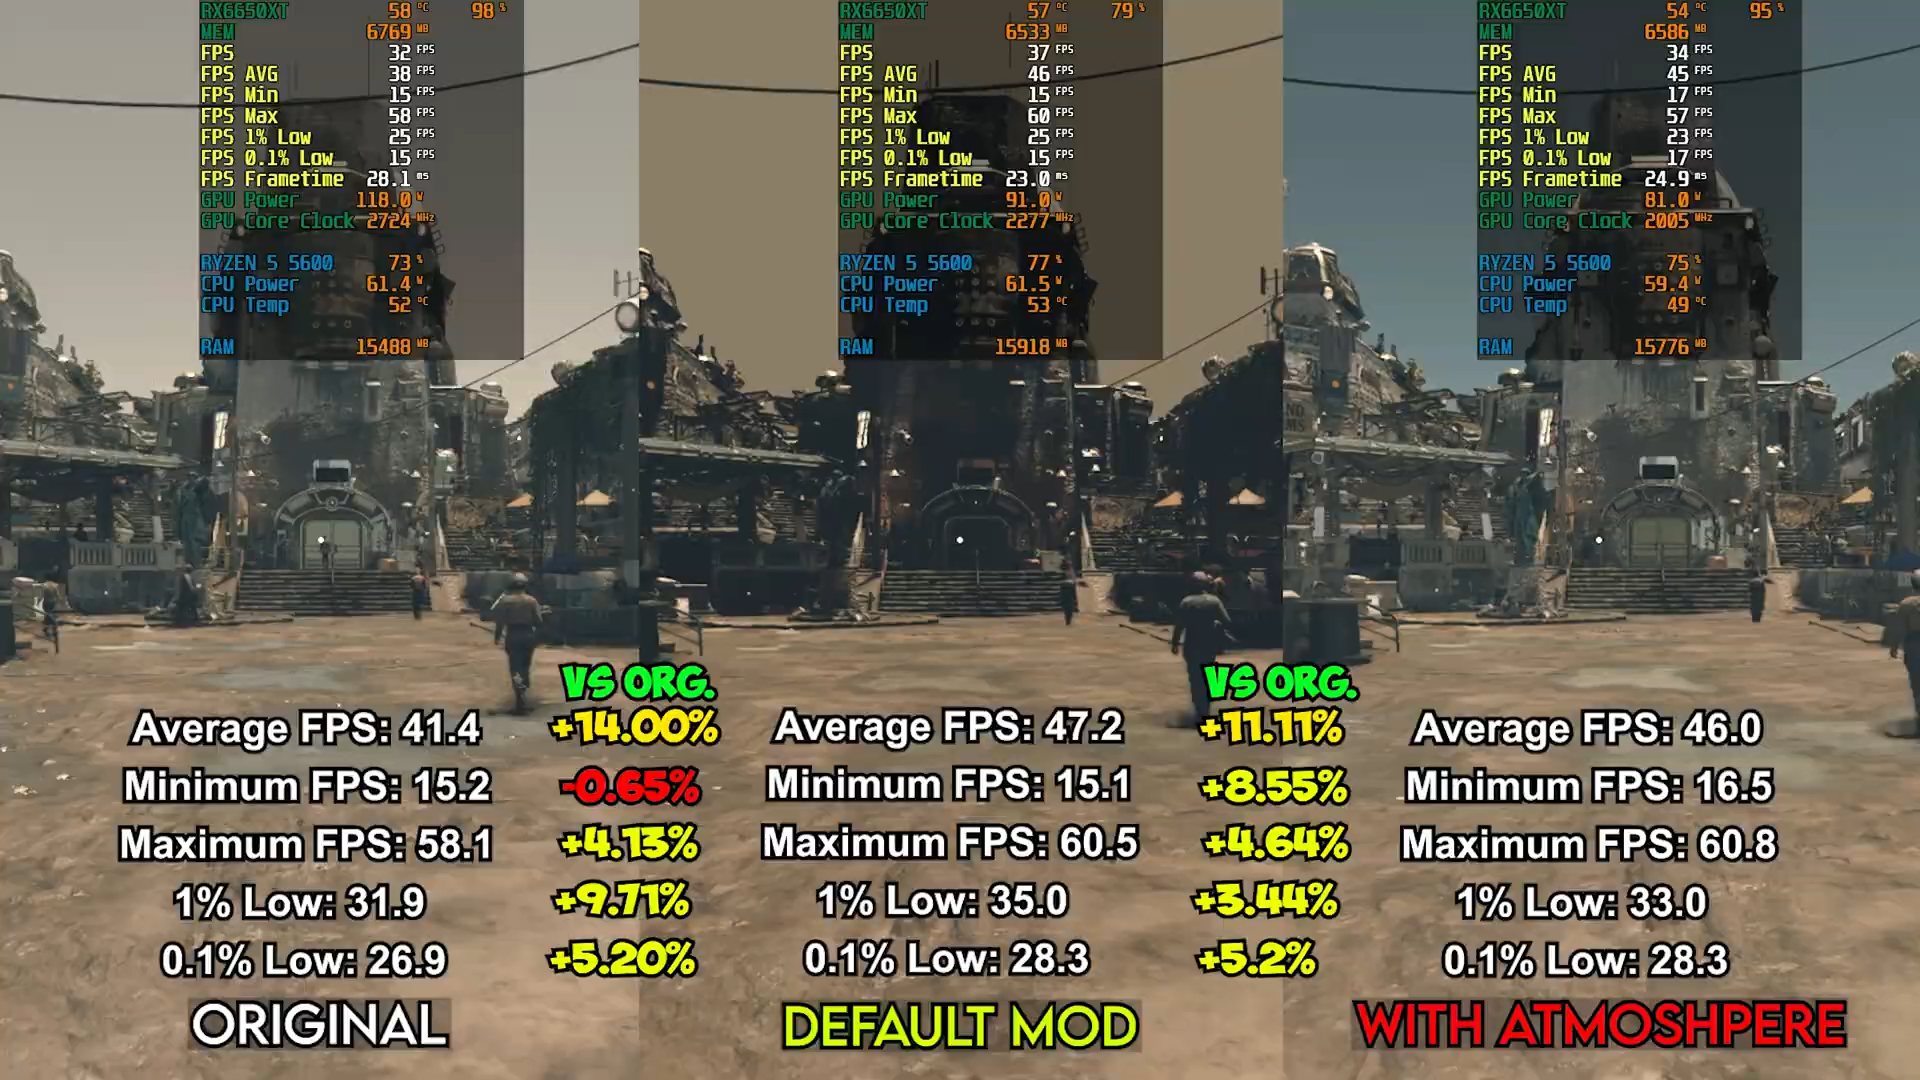 RX6650XT 58 °C 98 %
MEM 6769 MB
FPS 32 FPS
FPS AVG 38 FPS
FPS Min 15 FPS
FPS Max 58 FPS
FPS 1% Low 25 FPS
FPS 0.1% Low 15 FPS
FPS Frametime 28.1 ms
GPU Power 118.0 W
GPU Core Clock 2724 MHz
RYZEN 5 5600 73 %
CPU Power 61.4 W
CPU Temp 52 °C
RAM 15488 MB
RX6650XT 57 °C 79 %
MEM 6533 MB
FPS 37 FPS
FPS AVG 46 FPS
FPS Min 15 FPS
FPS Max 60 FPS
FPS 1% Low 25 FPS
FPS 0.1% Low 15 FPS
FPS Frametime 23.0 ms
GPU Power 91.0 W
GPU Core Clock 2277 MHz
RYZEN 5 5600 77 %
CPU Power 61.5 W
CPU Temp 53 °C
RAM 15918 MB
RX6650XT 54 °C 95 %
MEM 6586 MB
FPS 34 FPS
FPS AVG 45 FPS
FPS Min 17 FPS
FPS Max 57 FPS
FPS 1% Low 23 FPS
FPS 0.1% Low 17 FPS
FPS Frametime 24.9 ms
GPU Power 81.0 W
GPU Core Clock 2005 MHz
RYZEN 5 5600 75 %
CPU Power 59.4 W
CPU Temp 49 °C
RAM 15776 MB
Average FPS: 41.4
Minimum FPS: 15.2
Maximum FPS: 58.1
1% Low: 31.9
0.1% Low: 26.9
ORIGINAL
VS ORG.
+14.00%
-0.65%
+4.13%
+9.71%
+5.20%
Average FPS: 47.2
Minimum FPS: 15.1
Maximum FPS: 60.5
1% Low: 35.0
0.1% Low: 28.3
DEFAULT MOD
VS ORG.
+11.11%
+8.55%
+4.64%
+3.44%
+5.2%
Average FPS: 46.0
Minimum FPS: 16.5
Maximum FPS: 60.8
1% Low: 33.0
0.1% Low: 28.3
WITH ATMOSHPERE